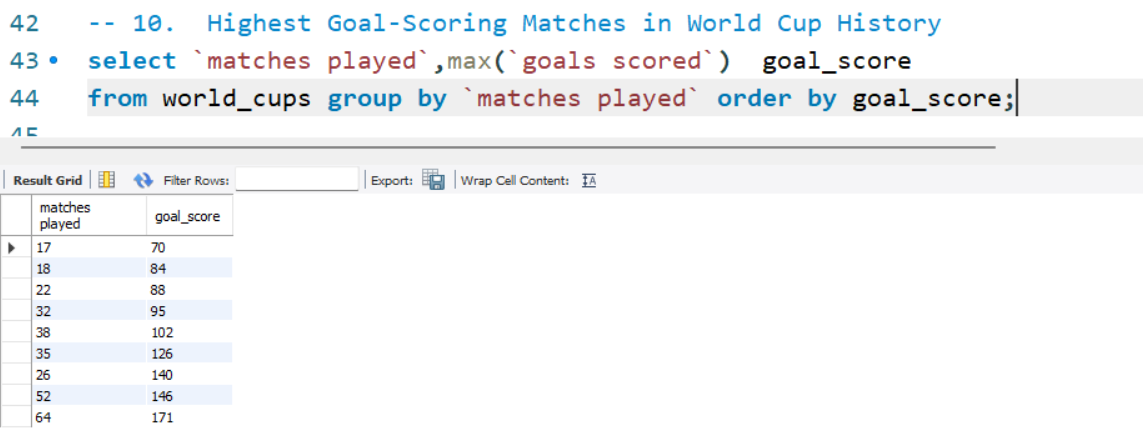 42 -- 10.  Highest Goal-Scoring Matches in World Cup History
43 select `matches played`,max(`goals scored`)  goal_score
44 from world_cups group by `matches played` order by goal_score;
45
Result Grid Filter Rows: Export: Wrap Cell Content: IA
matches played goal_score
17 70
18 84
22 88
32 95
38 102
35 126
26 140
52 146
64 171